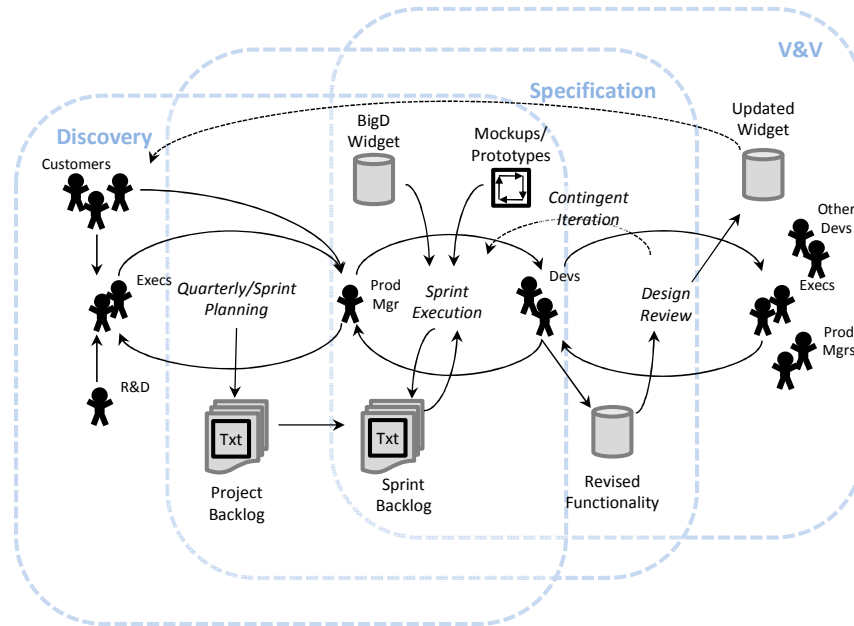 V&V
Specification
Discovery
BigD
Widget
Mockups/
Prototypes
Updated
Widget
Customers
Contingent
Iteration
Other
Devs
Execs
Quarterly/Sprint
Planning
Prod
Mgr
Sprint
Execution
Devs
Design
Review
Execs
Prod
Mgrs
R&D
Txt
Txt
Project
Backlog
Sprint
Backlog
Revised
Functionality